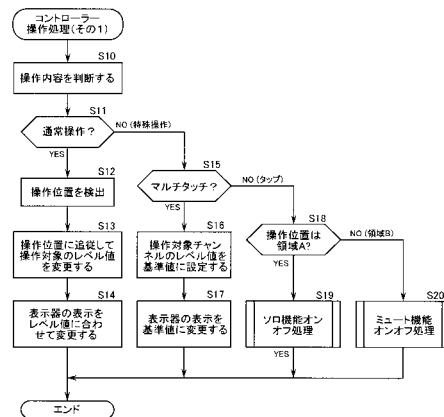 コントローラー
操作処理(その1)
S10
操作内容を判断する
S11
通常操作？
NO(特殊操作)
YES
S12
操作位置を検出
S13
操作位置に追従して
操作対象のレベル値
を変更する
S14
表示器の表示を
レベル値に合わ
せて変更する
S15
マルチタッチ？
NO(タップ)
YES
S16
操作対象チャン
ネルのレベル値を
基準値に設定する
S17
表示器の表示を
基準値に変更する
S18
操作位置は
領域A?
NO(領域B)
YES
S19
ソロ機能オン
オフ処理
YES
S20
ミュート機能
オンオフ処理
エンド